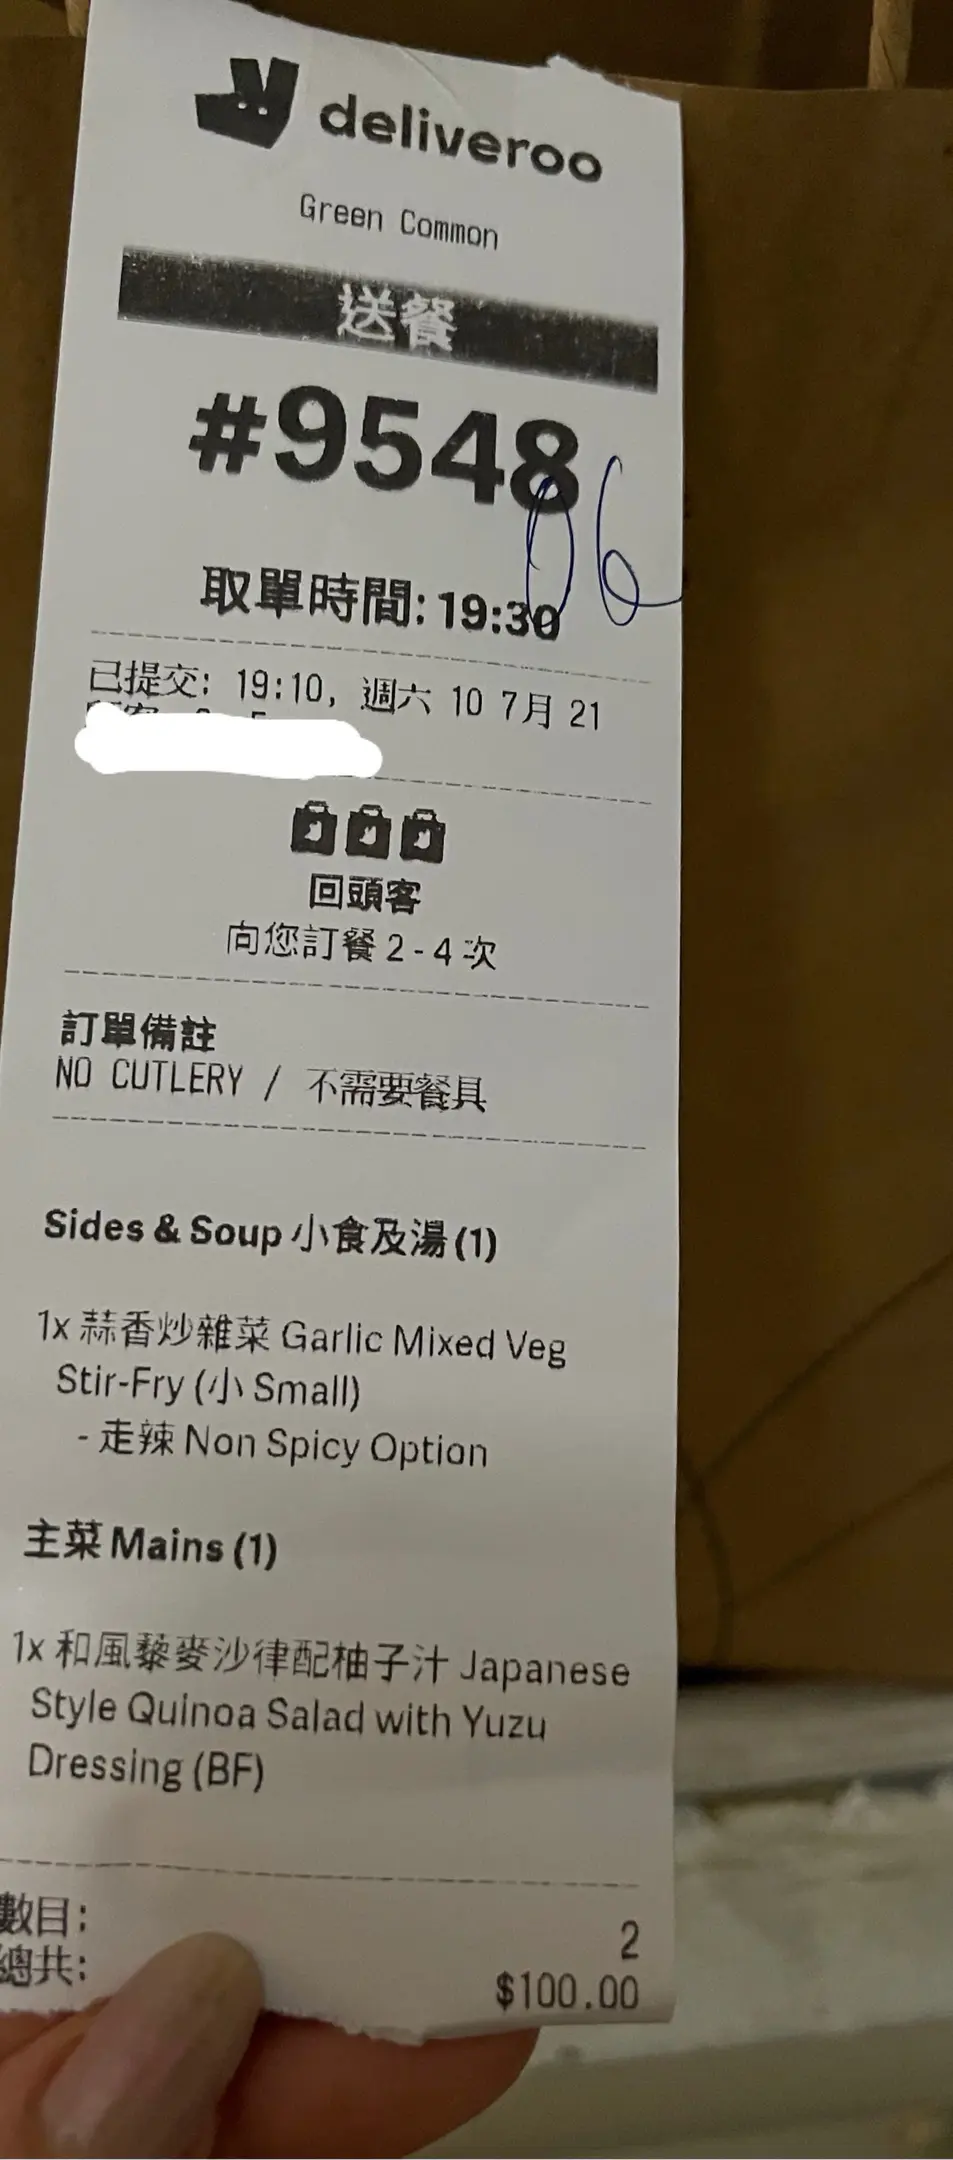 deliveroo
Green Common
送餐
#9548
06
取單時間: 19:30
已提交: 19:10, 週六 10 7月 21
回頭客
向您訂餐 2 - 4 次
訂單備註
NO CUTLERY / 不需要餐具
Sides & Soup 小食及湯 (1)
1x 蒜香炒雜菜 Garlic Mixed Veg
Stir-Fry (小 Small)
- 走辣 Non Spicy Option
主菜 Mains (1)
1x 和風藜麥沙律配柚子汁 Japanese
Style Quinoa Salad with Yuzu
Dressing (BF)
數目: 2
總共: $100.00